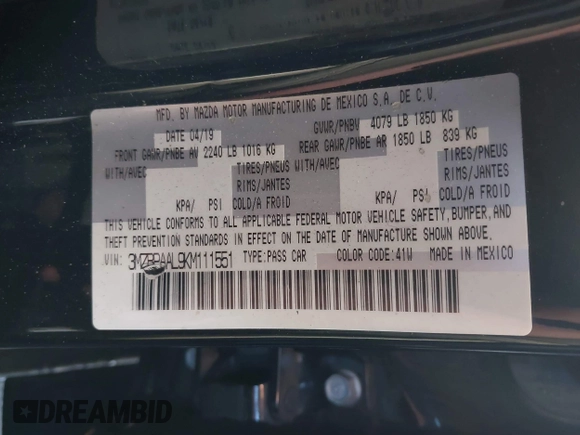 MFD. BY MAZDA MOTOR MANUFACTURING DE MEXICO S.A. DE C.V.
DATE 04/19 GVWR/PNBV 4079 LB 1850 KG
FRONT GAWR/PNBE AV 2240 LB 1016 KG REAR GAWR/PNBE AR 1850 LB 839 KG
WITH/AVEC TIRES/PNEUS WITH/AVEC TIRES/PNEUS
RIMS/JANTES RIMS/JANTES
KPA/ PSI COLD/A FROID KPA/ PSI COLD/A FROID
THIS VEHICLE CONFORMS TO ALL APPLICABLE FEDERAL MOTOR VEHICLE SAFETY, BUMPER, AND
THEFT PREVENTION STANDARDS IN EFFECT ON THE DATE OF MANUFACTURE SHOWN ABOVE.
VIN: 3MZBPAAL9KM111551 TYPE:PASS CAR COLOR CODE:41W MADE IN MEXICO
DREAMBID